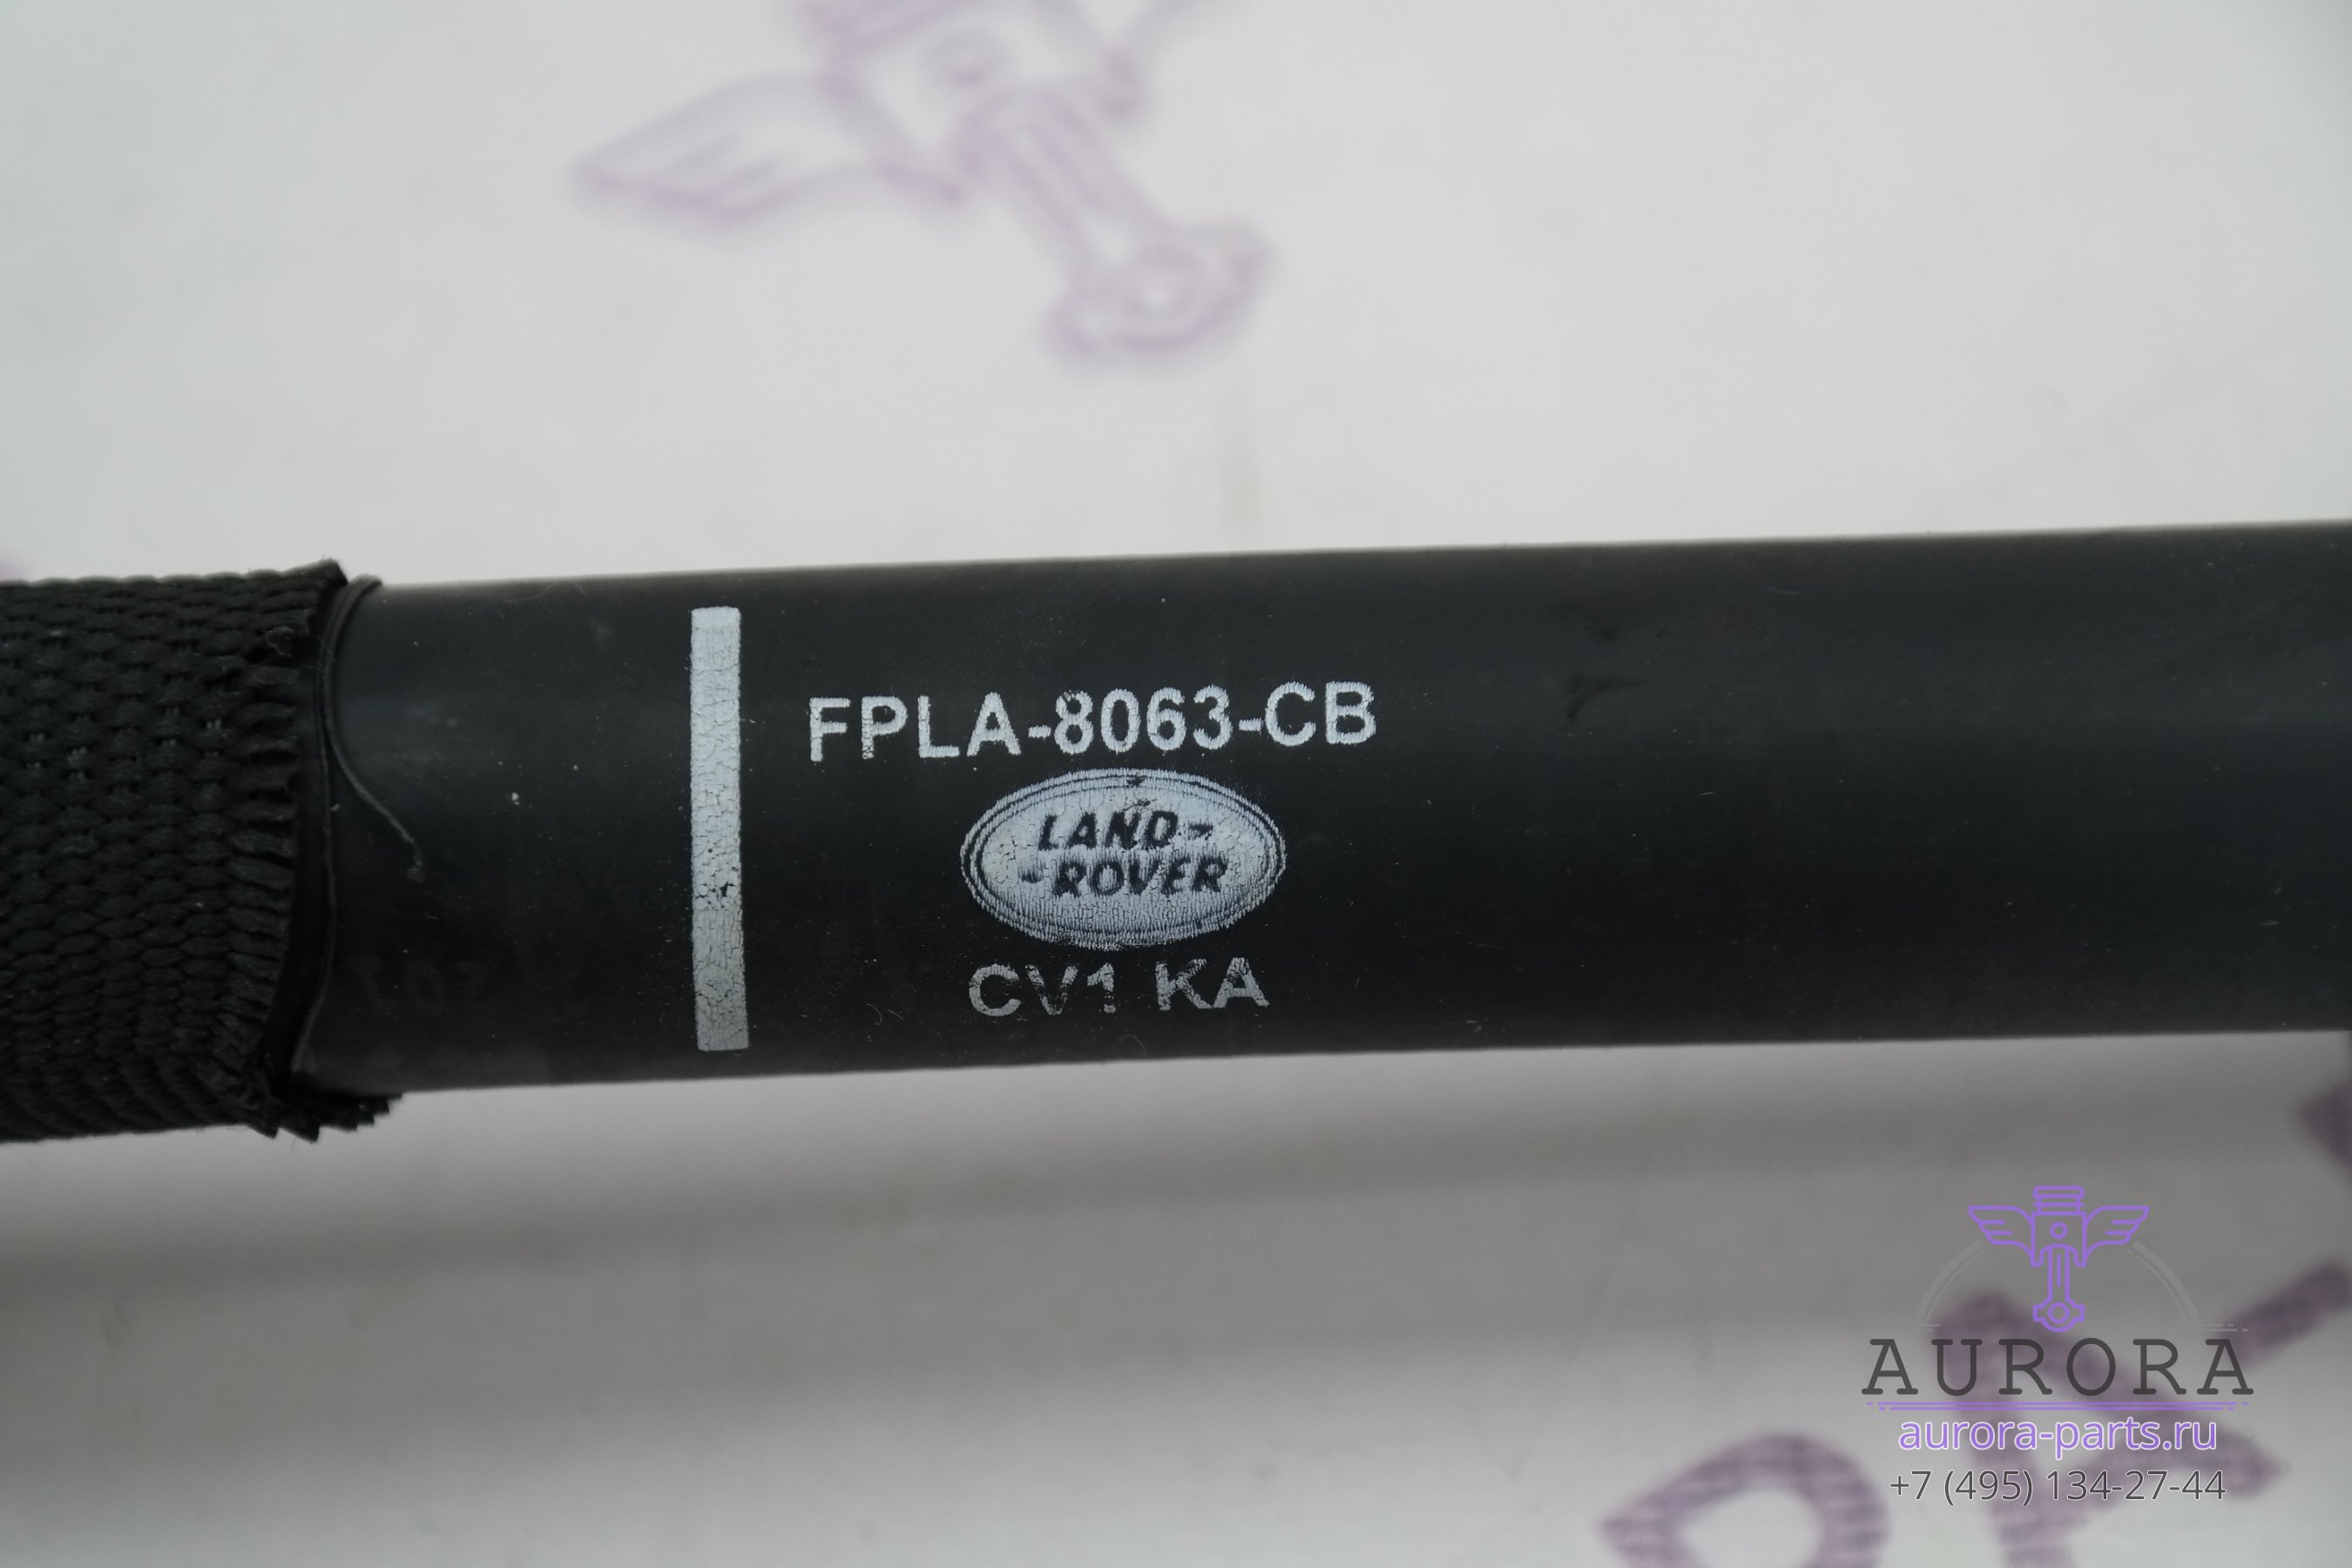 FPLA-8063-CB
LAND-
-ROVER
CV1 KA
AURORA
aurora-parts.ru
+7 (495) 134-27-44